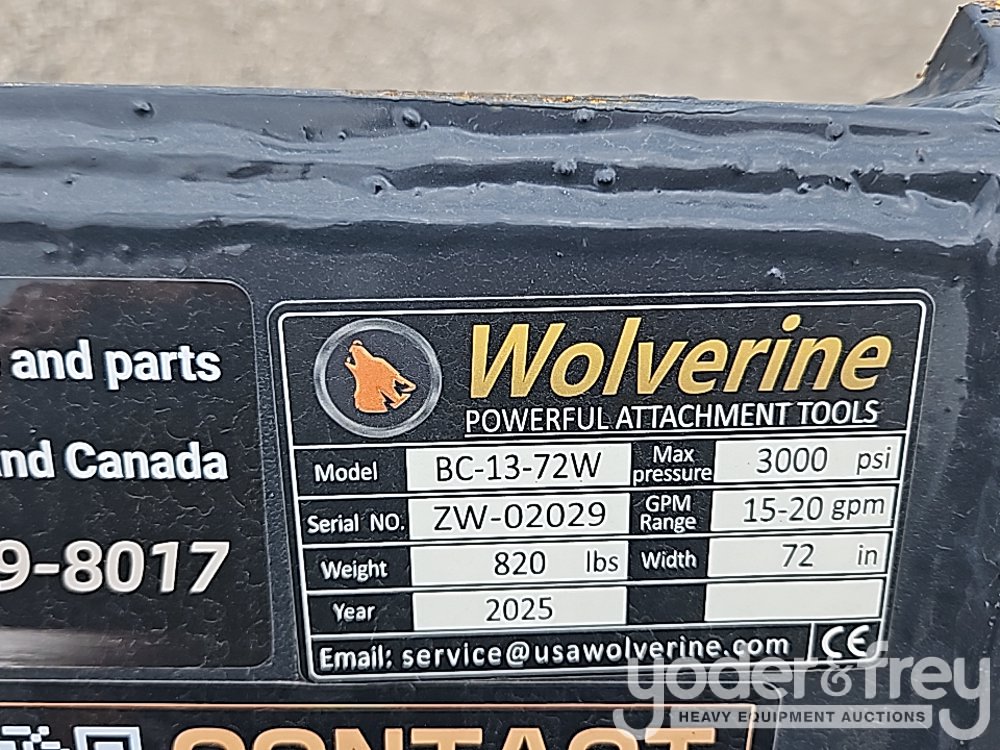 and parts
nd Canada
9-8017
Wolverine
POWERFUL ATTACHMENT TOOLS
Model BC-13-72W Max pressure 3000 psi
Serial NO. ZW-02029 GPM Range 15-20 gpm
Weight 820 lbs Width 72 in
Year 2025
Email: service@usawolverine.com CE
CONTACT
yoder&frey
HEAVY EQUIPMENT AUCTIONS